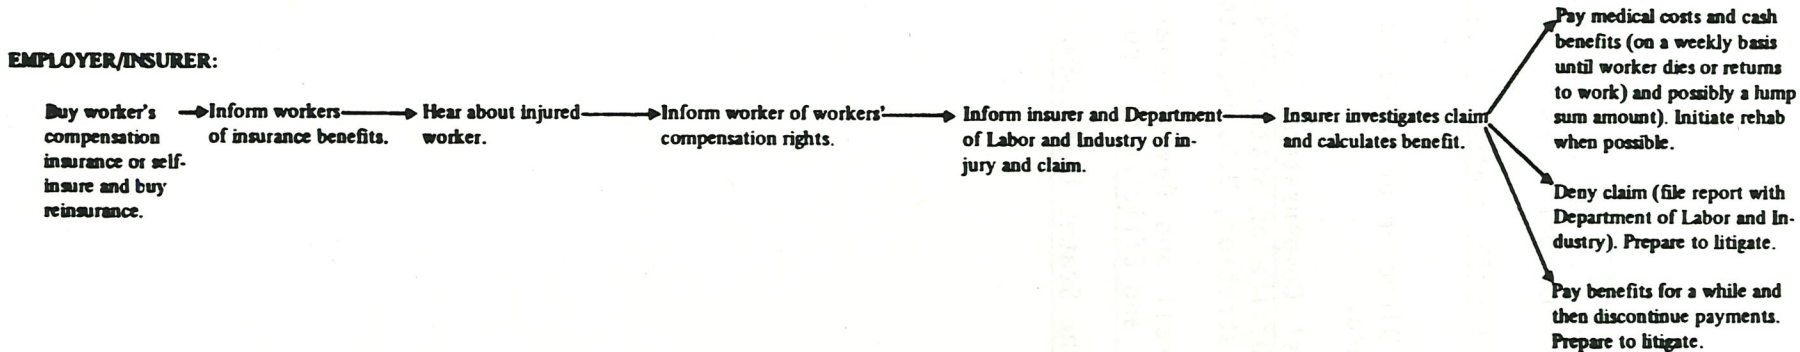 EMPLOYER/INSURER:
Buy worker's
compensation
insurance or self-
insure and buy
reinsurance.
Inform workers
of insurance benefits.
Hear about injured
worker.
Inform worker of workers'
compensation rights.
Inform insurer and Department
of Labor and Industry of in-
jury and claim.
Insurer investigates claim
and calculates benefit.
Pay medical costs and cash
benefits (on a weekly basis
until worker dies or returns
to work) and possibly a lump
sum amount). Initiate rehab
when possible.
Deny claim (file report with
Department of Labor and In-
dustry). Prepare to litigate.
Pay benefits for a while and
then discontinue payments.
Prepare to litigate.